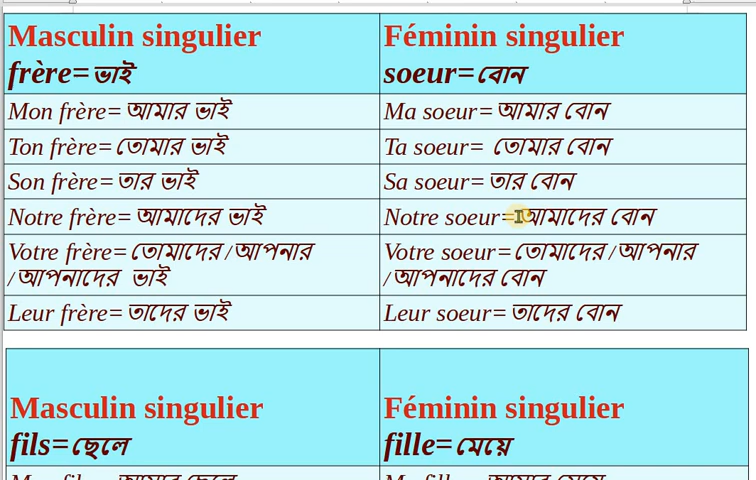 Masculin singulier
frère=ভাই
Féminin singulier
soeur=বোন
Mon frère= আমার ভাই
Ma soeur= আমার বোন
Ton frère= তোমার ভাই
Ta soeur= তোমার বোন
Son frère= তার ভাই
Sa soeur= তার বোন
Notre frère= আমাদের ভাই
Notre soeur= আমাদের বোন
Votre frère= তোমাদের/আপনার
/আপনাদের ভাই
Votre soeur= তোমাদের/আপনার
/আপনাদের বোন
Leur frère= তাদের ভাই
Leur soeur= তাদের বোন
Masculin singulier
fils=ছেলে
Féminin singulier
fille=মেয়ে